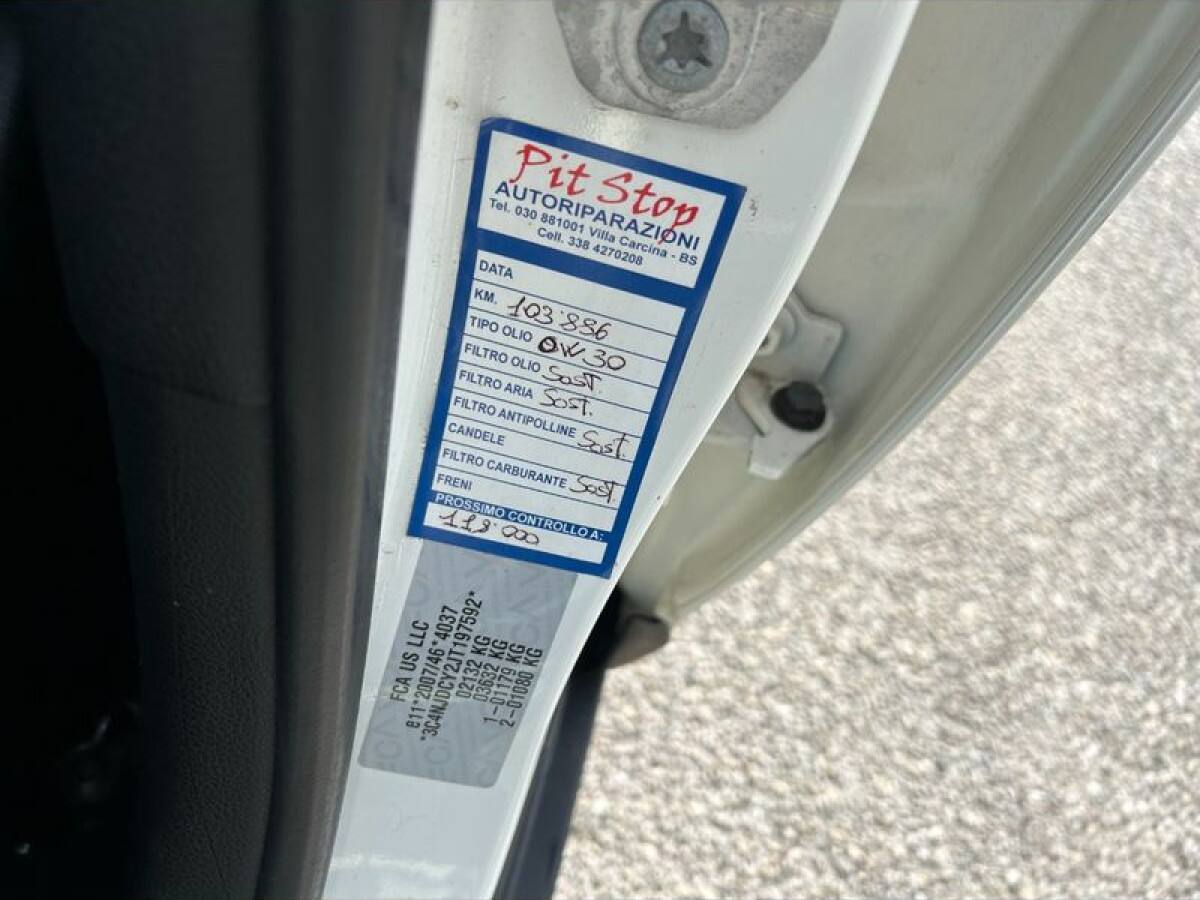 Pit Stop
AUTORIPARAZIONI
Tel. 030 881001 Villa Carcina - BS
Cell. 338 4270208
DATA
KM. 103'886
TIPO OLIO 0W30
FILTRO OLIO Sost.
FILTRO ARIA Sost.
FILTRO ANTIPOLLINE Sost.
CANDELE
FILTRO CARBURANTE Sost.
FRENI
PROSSIMO CONTROLLO A:
118'000
FCA US LLC
e11*2007/46*4037
*3C4NJDCY2JT197592*
02132 KG
03632 KG
1-01179 KG
2-01080 KG